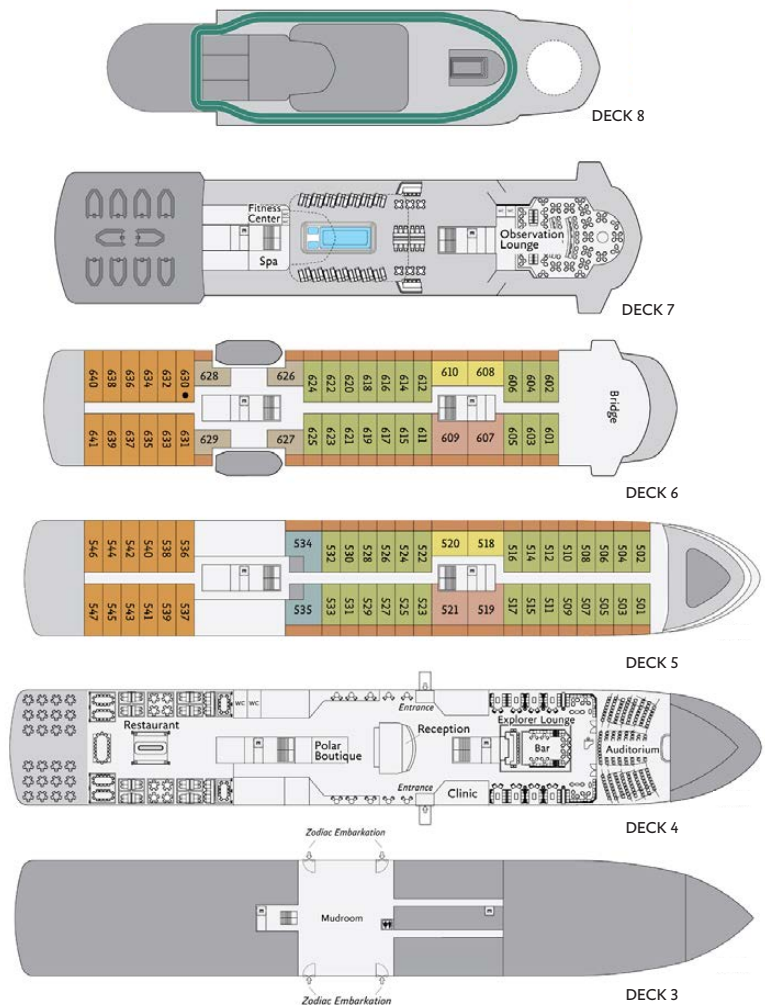 DECK 8
Fitness
Center
Spa
WC WC
Observation
Lounge
DECK 7
640 638 636 634 632 630 628 626 624 622 620 618 616 614 612 610 608 606 604 602
Bridge
641 639 637 635 633 631 629 627 625 623 621 619 617 615 611 609 607 605 603 601
DECK 6
546 544 542 540 538 536 534 532 530 528 526 524 522 520 518 516 514 512 510 508 506 504 502
547 545 543 541 539 537 535 533 531 529 527 525 523 521 519 517 515 511 509 507 505 503 501
DECK 5
WC WC
Entrance
Restaurant
Polar
Boutique
Reception
Explorer Lounge
Bar
Auditorium
Entrance
Clinic
DECK 4
Zodiac Embarkation
Mudroom
DECK 3
Zodiac Embarkation